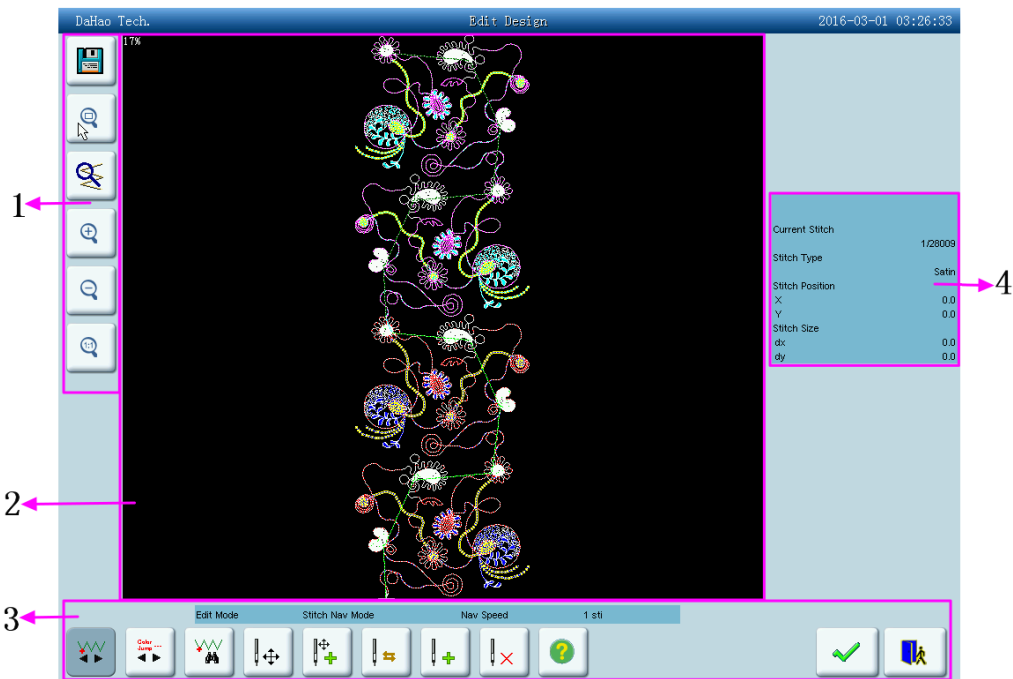 DaHao Tech. Edit Design 2016-03-01 03:26:33
17%
1
1:1
Current Stitch
1/28009
Stitch Type
Satin
Stitch Position
X 0.0
Y 0.0
Stitch Size
dx 0.0
dy 0.0
4
2
3
Edit Mode Stitch Nav Mode Nav Speed 1 sti
Color
Jump ...
?